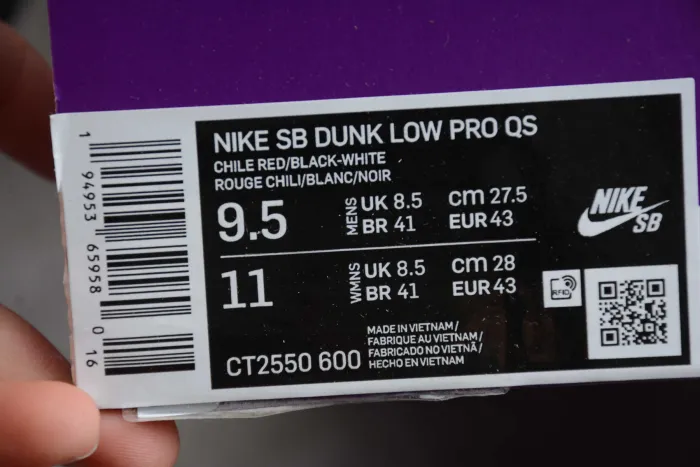 1 94953 65958 0 16
NIKE SB DUNK LOW PRO QS
CHILE RED/BLACK-WHITE
ROUGE CHILI/BLANC/NOIR
9.5 MENS UK 8.5 cm 27.5
BR 41 EUR 43
11 WMNS UK 8.5 cm 28
BR 41 EUR 43
NIKE
SB
RFID
CT2550 600
MADE IN VIETNAM/
FABRIQUE AU VIETNAM/
FABRICADO NO VIETNÃ/
HECHO EN VIETNAM